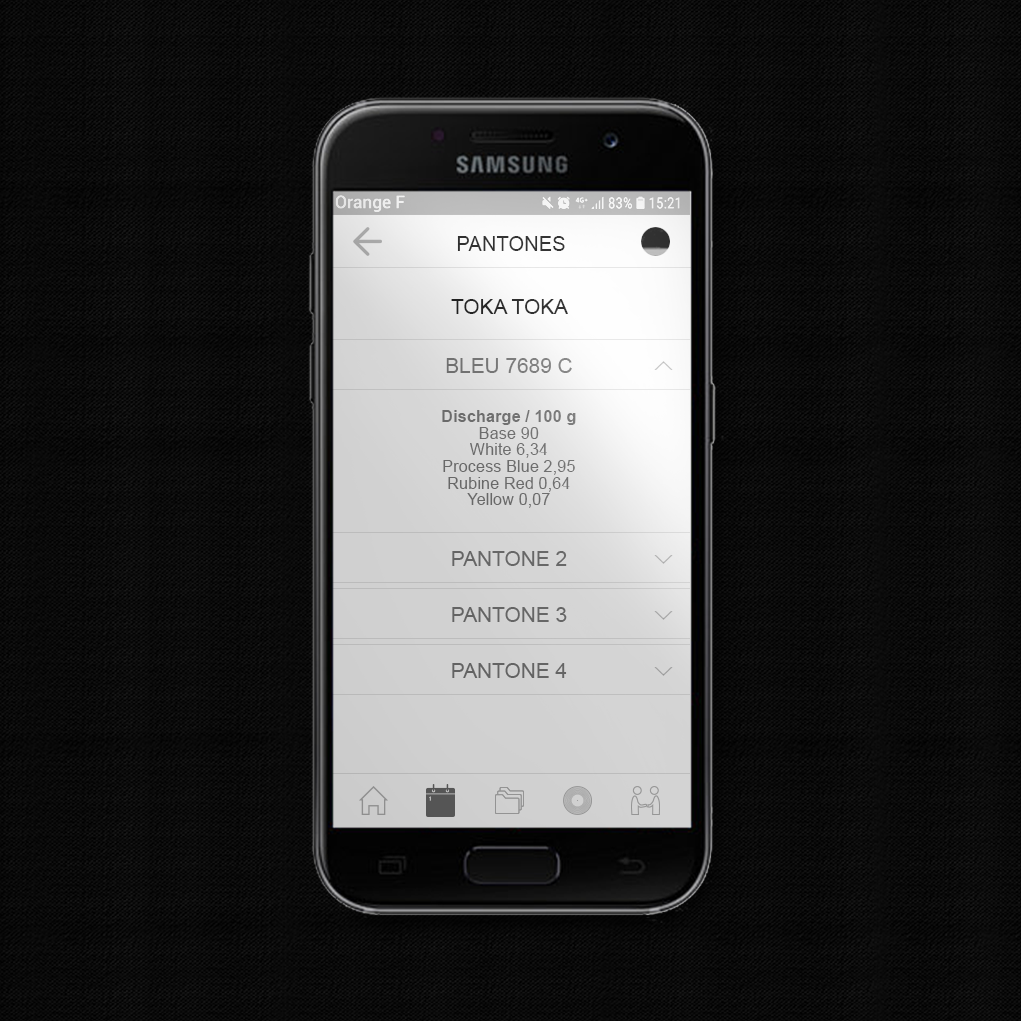 SAMSUNG
Orange F 4G+ 83% 15:21
PANTONES
TOKA TOKA
BLEU 7689 C
Discharge / 100 g
Base 90
White 6,34
Process Blue 2,95
Rubine Red 0,64
Yellow 0,07
PANTONE 2
PANTONE 3
PANTONE 4